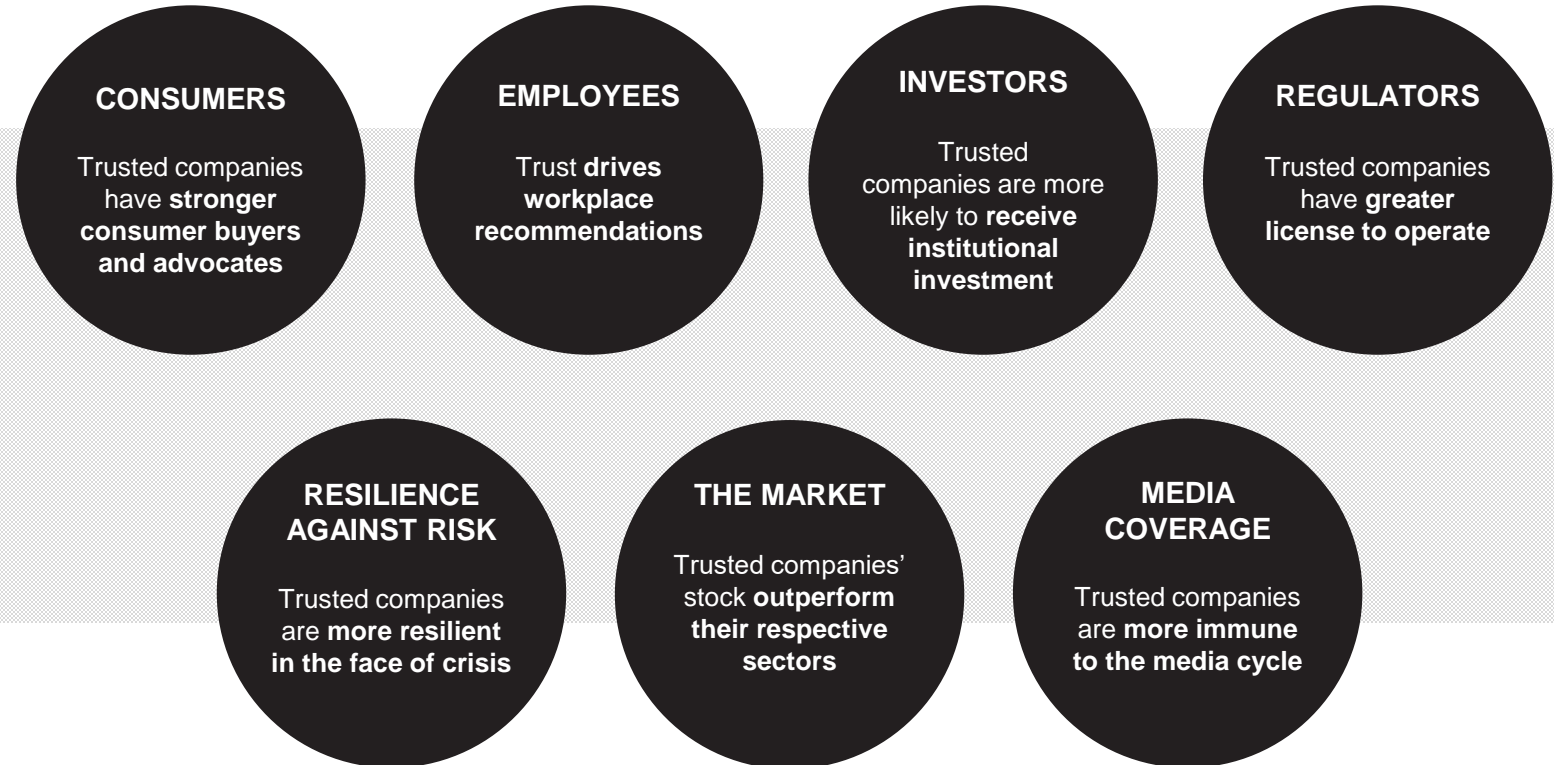 CONSUMERS
Trusted companies
have stronger
consumer buyers
and advocates
EMPLOYEES
Trust drives
workplace
recommendations
INVESTORS
Trusted
companies are more
likely to receive
institutional
investment
REGULATORS
Trusted companies
have greater
license to operate
RESILIENCE
AGAINST RISK
Trusted companies
are more resilient
in the face of crisis
THE MARKET
Trusted companies’
stock outperform
their respective
sectors
MEDIA
COVERAGE
Trusted companies
are more immune
to the media cycle